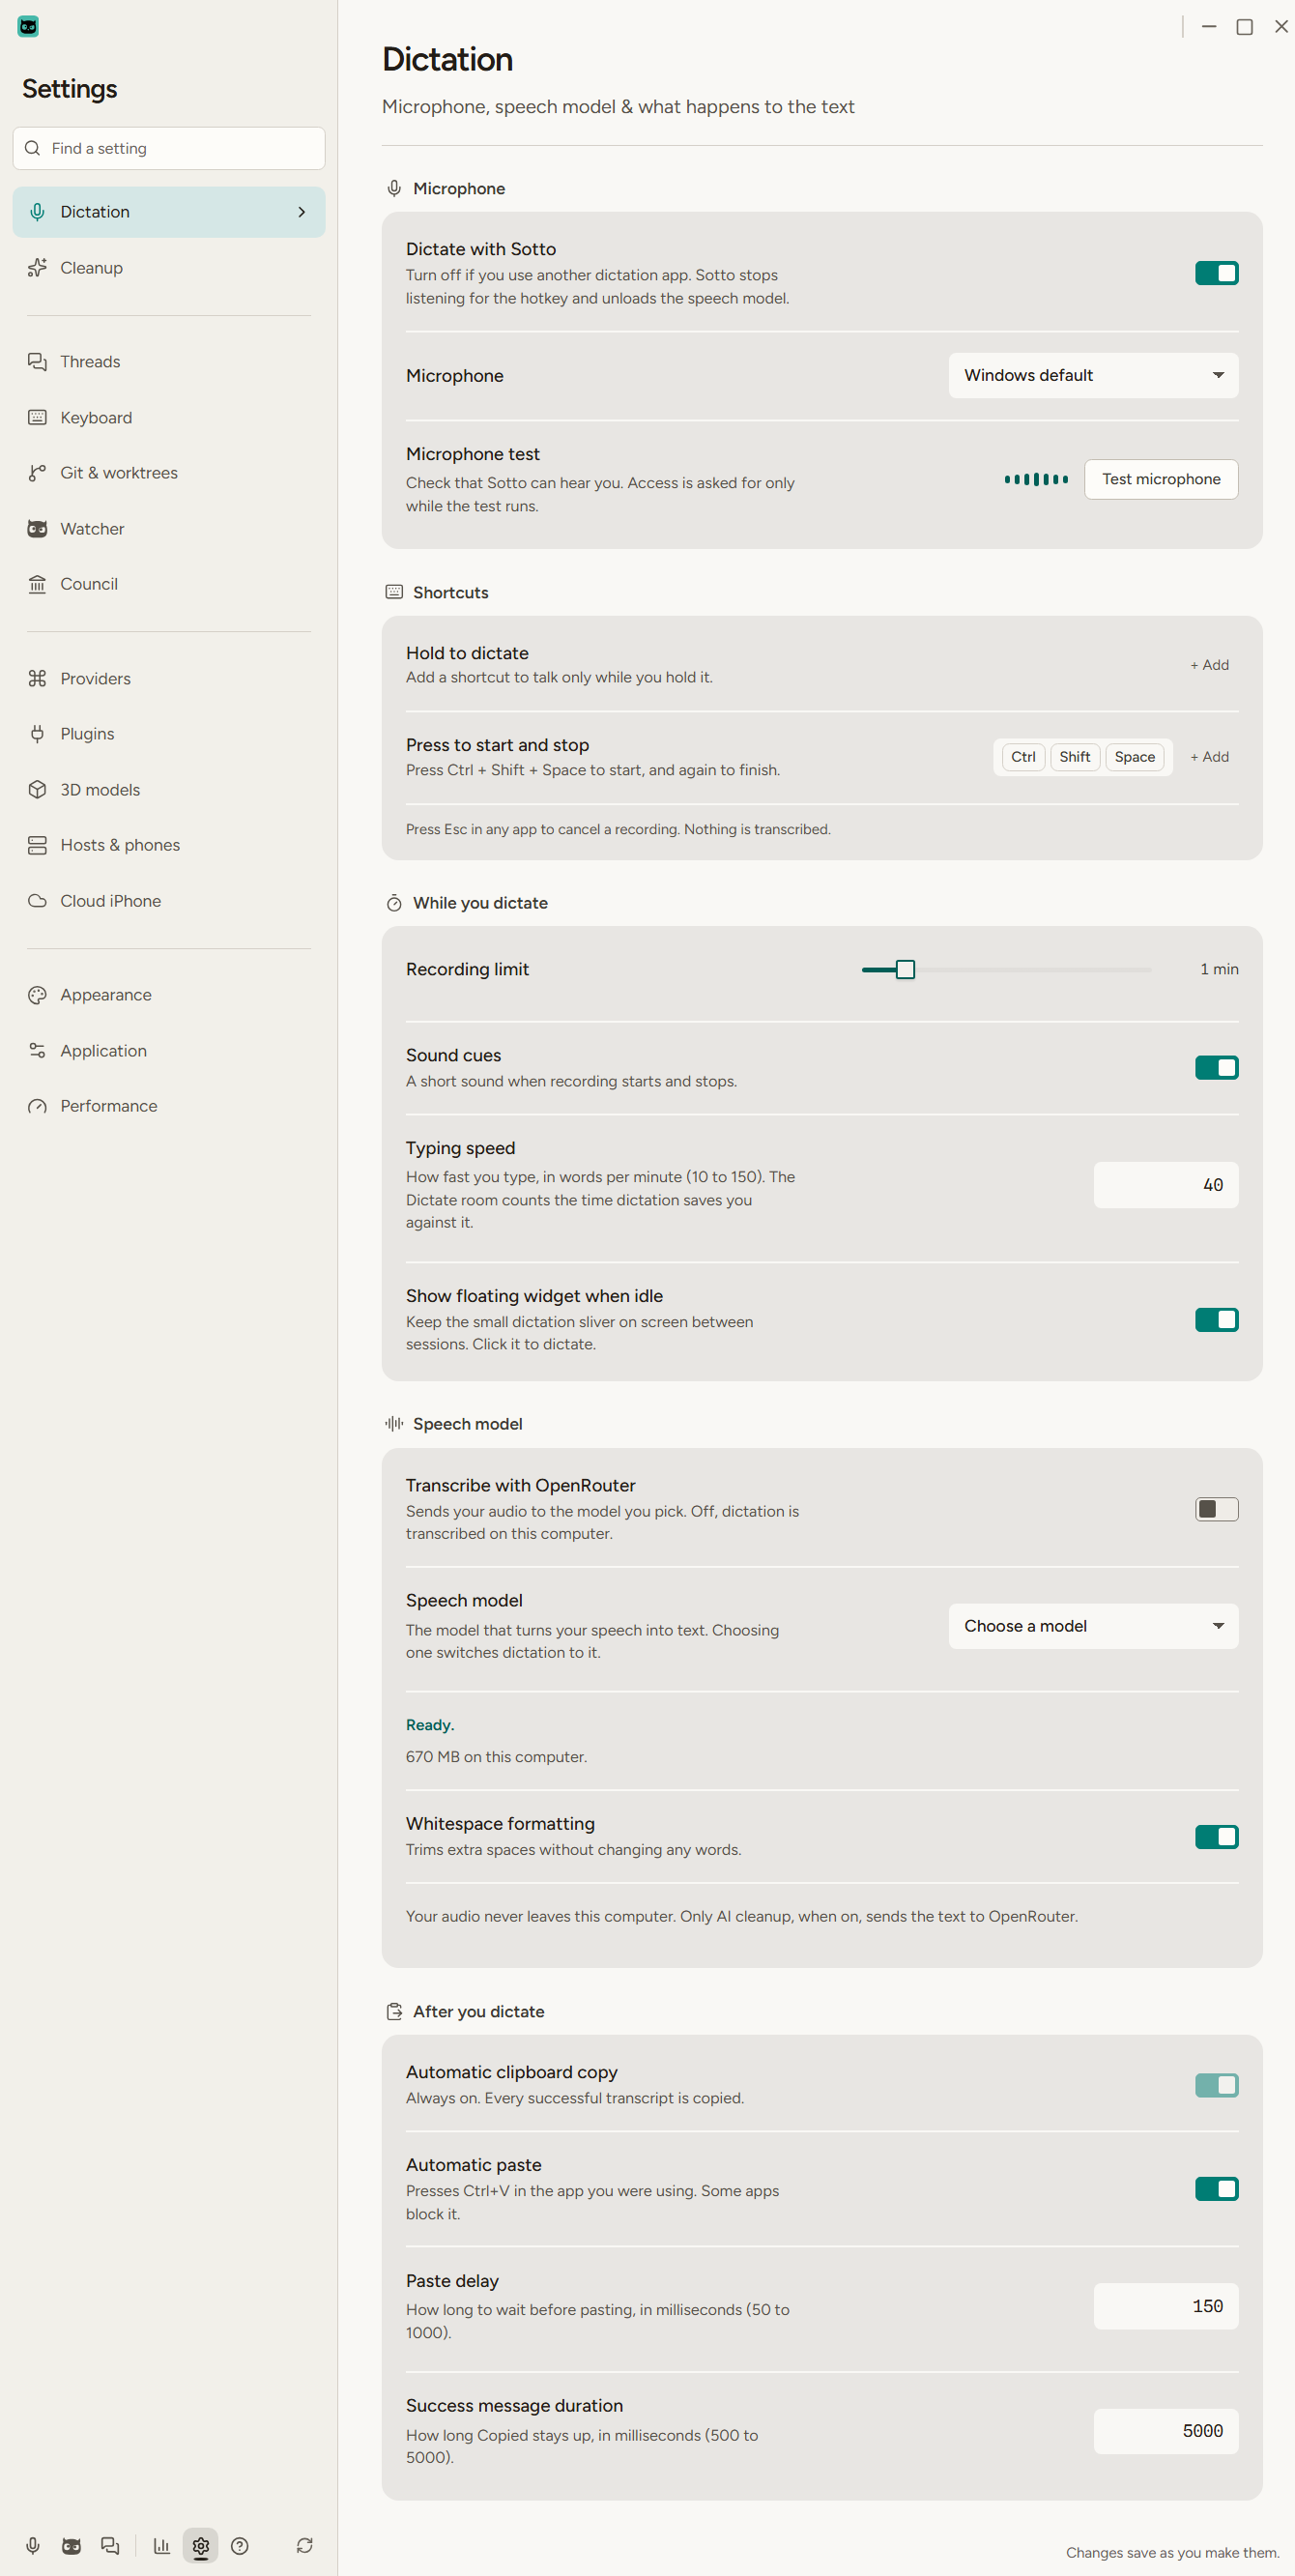 Settings
Find a setting
Dictation
Cleanup
Threads
Keyboard
Git & worktrees
Watcher
Council
Providers
Plugins
3D models
Hosts & phones
Cloud iPhone
Appearance
Application
Performance
Dictation
Microphone, speech model & what happens to the text
Microphone
Dictate with Sotto
Turn off if you use another dictation app. Sotto stops
listening for the hotkey and unloads the speech model.
Microphone
Windows default
Microphone test
Check that Sotto can hear you. Access is asked for only
while the test runs.
Test microphone
Shortcuts
Hold to dictate
Add a shortcut to talk only while you hold it.
+ Add
Press to start and stop
Press Ctrl + Shift + Space to start, and again to finish.
Ctrl Shift Space + Add
Press Esc in any app to cancel a recording. Nothing is transcribed.
While you dictate
Recording limit
1 min
Sound cues
A short sound when recording starts and stops.
Typing speed
How fast you type, in words per minute (10 to 150). The
Dictate room counts the time dictation saves you
against it.
40
Show floating widget when idle
Keep the small dictation sliver on screen between
sessions. Click it to dictate.
Speech model
Transcribe with OpenRouter
Sends your audio to the model you pick. Off, dictation is
transcribed on this computer.
Speech model
The model that turns your speech into text. Choosing
one switches dictation to it.
Choose a model
Ready.
670 MB on this computer.
Whitespace formatting
Trims extra spaces without changing any words.
Your audio never leaves this computer. Only AI cleanup, when on, sends the text to OpenRouter.
After you dictate
Automatic clipboard copy
Always on. Every successful transcript is copied.
Automatic paste
Presses Ctrl+V in the app you were using. Some apps
block it.
Paste delay
How long to wait before pasting, in milliseconds (50 to
1000).
150
Success message duration
How long Copied stays up, in milliseconds (500 to
5000).
5000
Changes save as you make them.